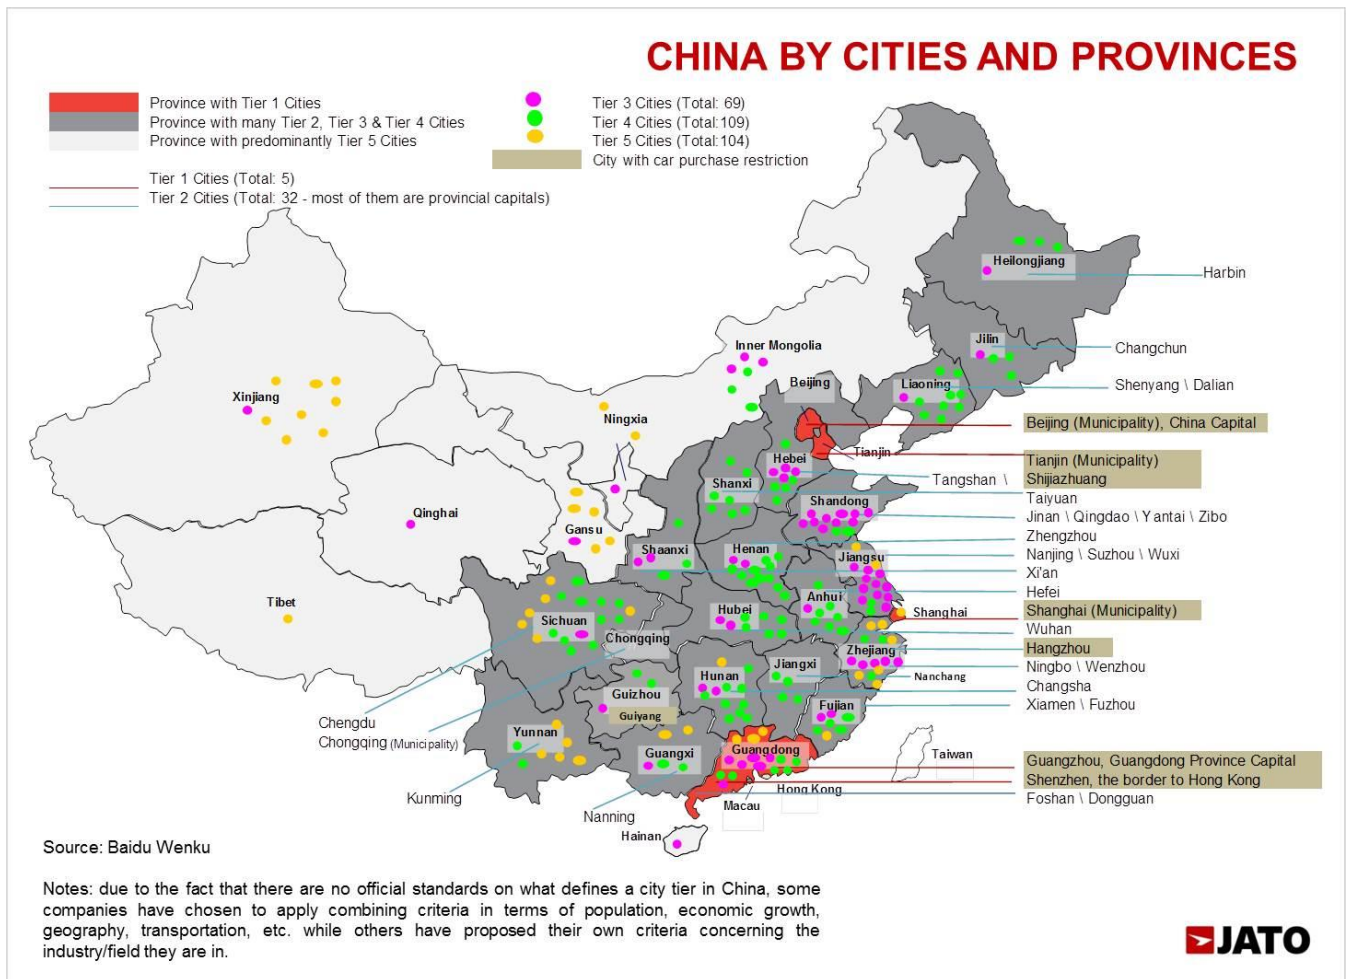 CHINA BY CITIES AND PROVINCES
Province with Tier 1 Cities
Province with many Tier 2, Tier 3 & Tier 4 Cities
Province with predominantly Tier 5 Cities
Tier 1 Cities (Total: 5)
Tier 2 Cities (Total: 32 - most of them are provincial capitals)
Tier 3 Cities (Total: 69)
Tier 4 Cities (Total:109)
Tier 5 Cities (Total:104)
City with car purchase restriction
Heilongjiang
Harbin
Jilin
Changchun
Inner Mongolia
Beijing
Liaoning
Shenyang \ Dalian
Xinjiang
Ningxia
Beijing (Municipality), China Capital
Tianjin
Hebei
Tianjin (Municipality)
Tangshan \
Shijiazhuang
Shanxi
Taiyuan
Qinghai
Shandong
Jinan \ Qingdao \ Yantai \ Zibo
Gansu
Zhengzhou
Shaanxi
Henan
Jiangsu
Nanjing \ Suzhou \ Wuxi
Xi'an
Hefei
Tibet
Anhui
Shanghai
Shanghai (Municipality)
Sichuan
Hubei
Wuhan
Chongqing
Hangzhou
Zhejiang
Ningbo \ Wenzhou
Jiangxi
Nanchang
Hunan
Changsha
Guizhou
Xiamen \ Fuzhou
Fujian
Guiyang
Chengdu
Chongqing (Municipality)
Yunnan
Guangxi
Guangdong
Taiwan
Guangzhou, Guangdong Province Capital
Shenzhen, the border to Hong Kong
Hong Kong
Foshan \ Dongguan
Kunming
Macau
Nanning
Hainan
Source: Baidu Wenku
Notes: due to the fact that there are no official standards on what defines a city tier in China, some
companies have chosen to apply combining criteria in terms of population, economic growth,
geography, transportation, etc. while others have proposed their own criteria concerning the
industry/field they are in.
JATO